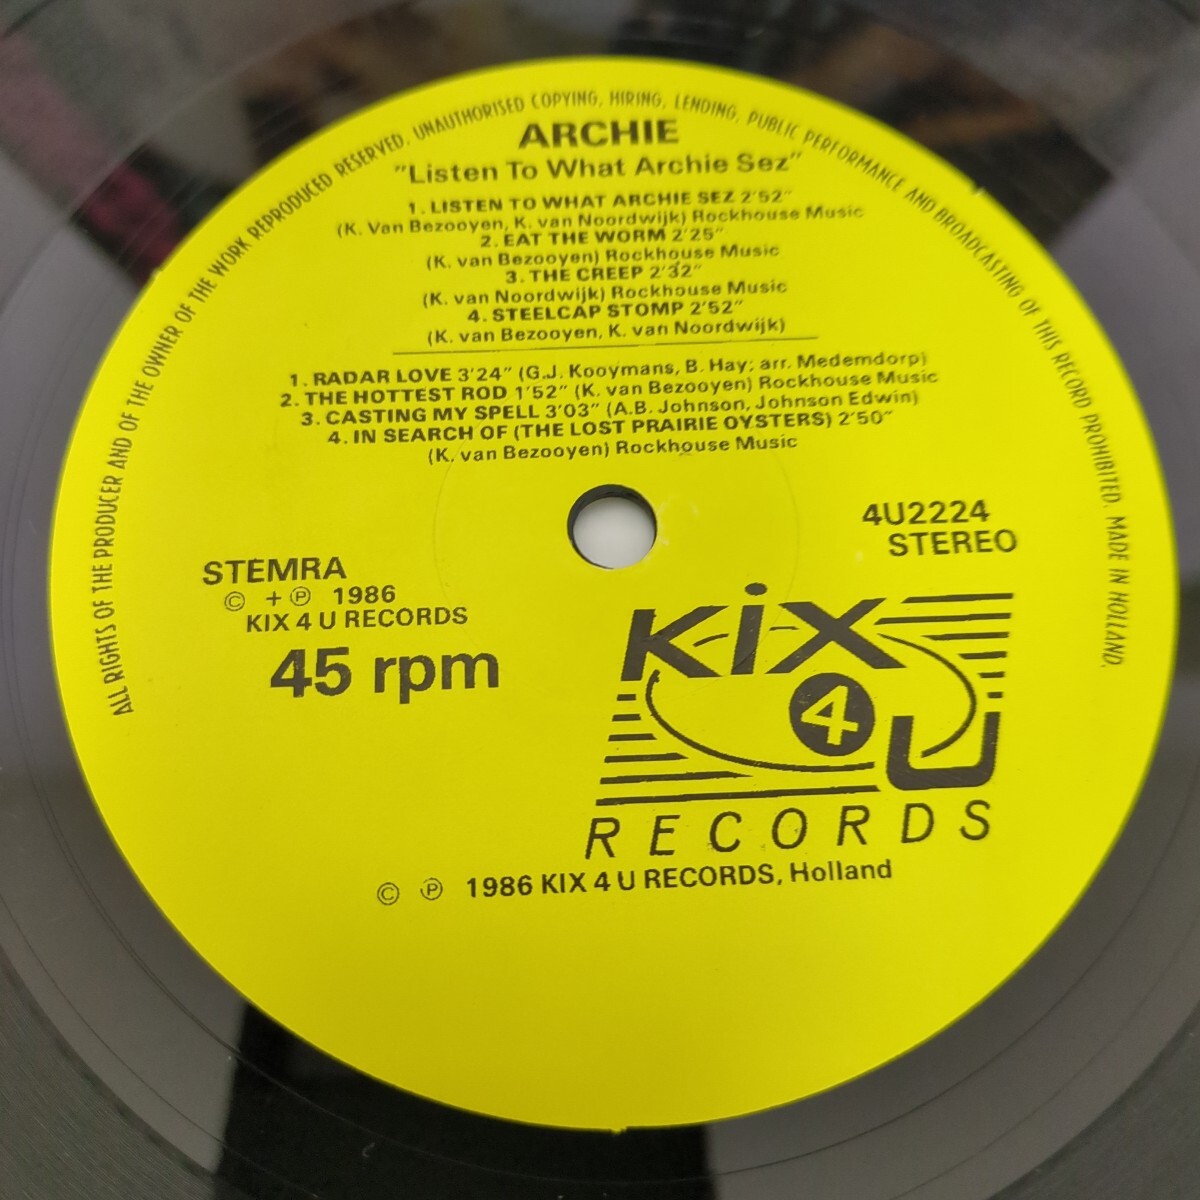 ALL RIGHTS OF THE PRODUCER AND OF THE OWNER OF THE WORK REPRODUCED RESERVED. UNAUTHORISED COPYING, HIRING, LENDING, PUBLIC PERFORMANCE AND BROADCASTING OF THIS RECORD PROHIBITED. MADE IN HOLLAND.
ARCHIE
"Listen To What Archie Sez"
1. LISTEN TO WHAT ARCHIE SEZ 2'52"
(K. Van Bezooyen, K. van Noordwijk) Rockhouse Music
2. EAT THE WORM 2'25"
(K. van Bezooyen) Rockhouse Music
3. THE CREEP 2'32"
(K. van Noordwijk) Rockhouse Music
4. STEELCAP STOMP 2'52"
(K. van Bezooyen, K. van Noordwijk)
1. RADAR LOVE 3'24" (G.J. Kooymans, B. Hay; arr. Medemdorp)
2. THE HOTTEST ROD 1'52" (K. van Bezooyen) Rockhouse Music
3. CASTING MY SPELL 3'03" (A.B. Johnson, Johnson Edwin)
4. IN SEARCH OF (THE LOST PRAIRIE OYSTERS) 2'50"
(K. van Bezooyen) Rockhouse Music
4U2224
STEREO
STEMRA
© + ℗ 1986
KIX 4 U RECORDS
45 rpm
KiX
4
U
RECORDS
© ℗ 1986 KIX 4 U RECORDS, Holland